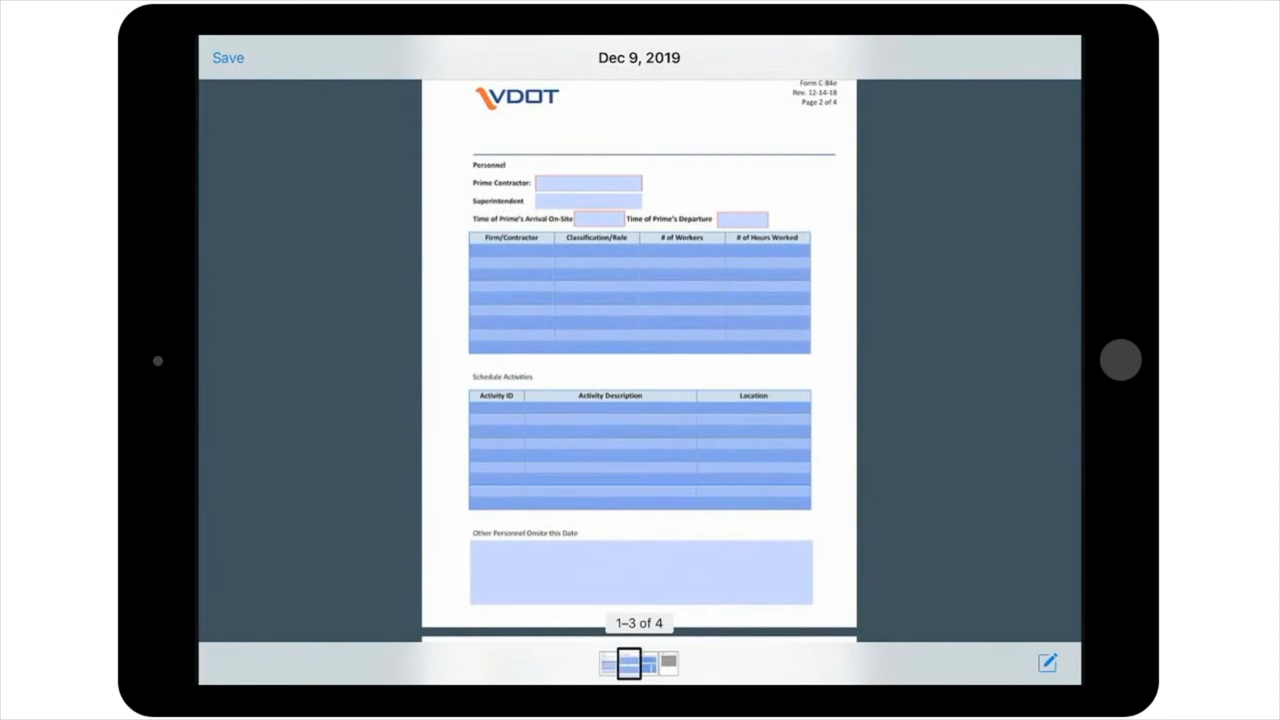 Save
Dec 9, 2019
VDOT
Form C-84e
Rev. 12-14-18
Page 2 of 4
Personnel
Prime Contractor:
Superintendent
Time of Prime's Arrival On-Site Time of Prime's Departure
Firm/Contractor Classification/Role # of Workers # of Hours Worked
Schedule Activities
Activity ID Activity Description Location
Other Personnel Onsite this Date
1–3 of 4